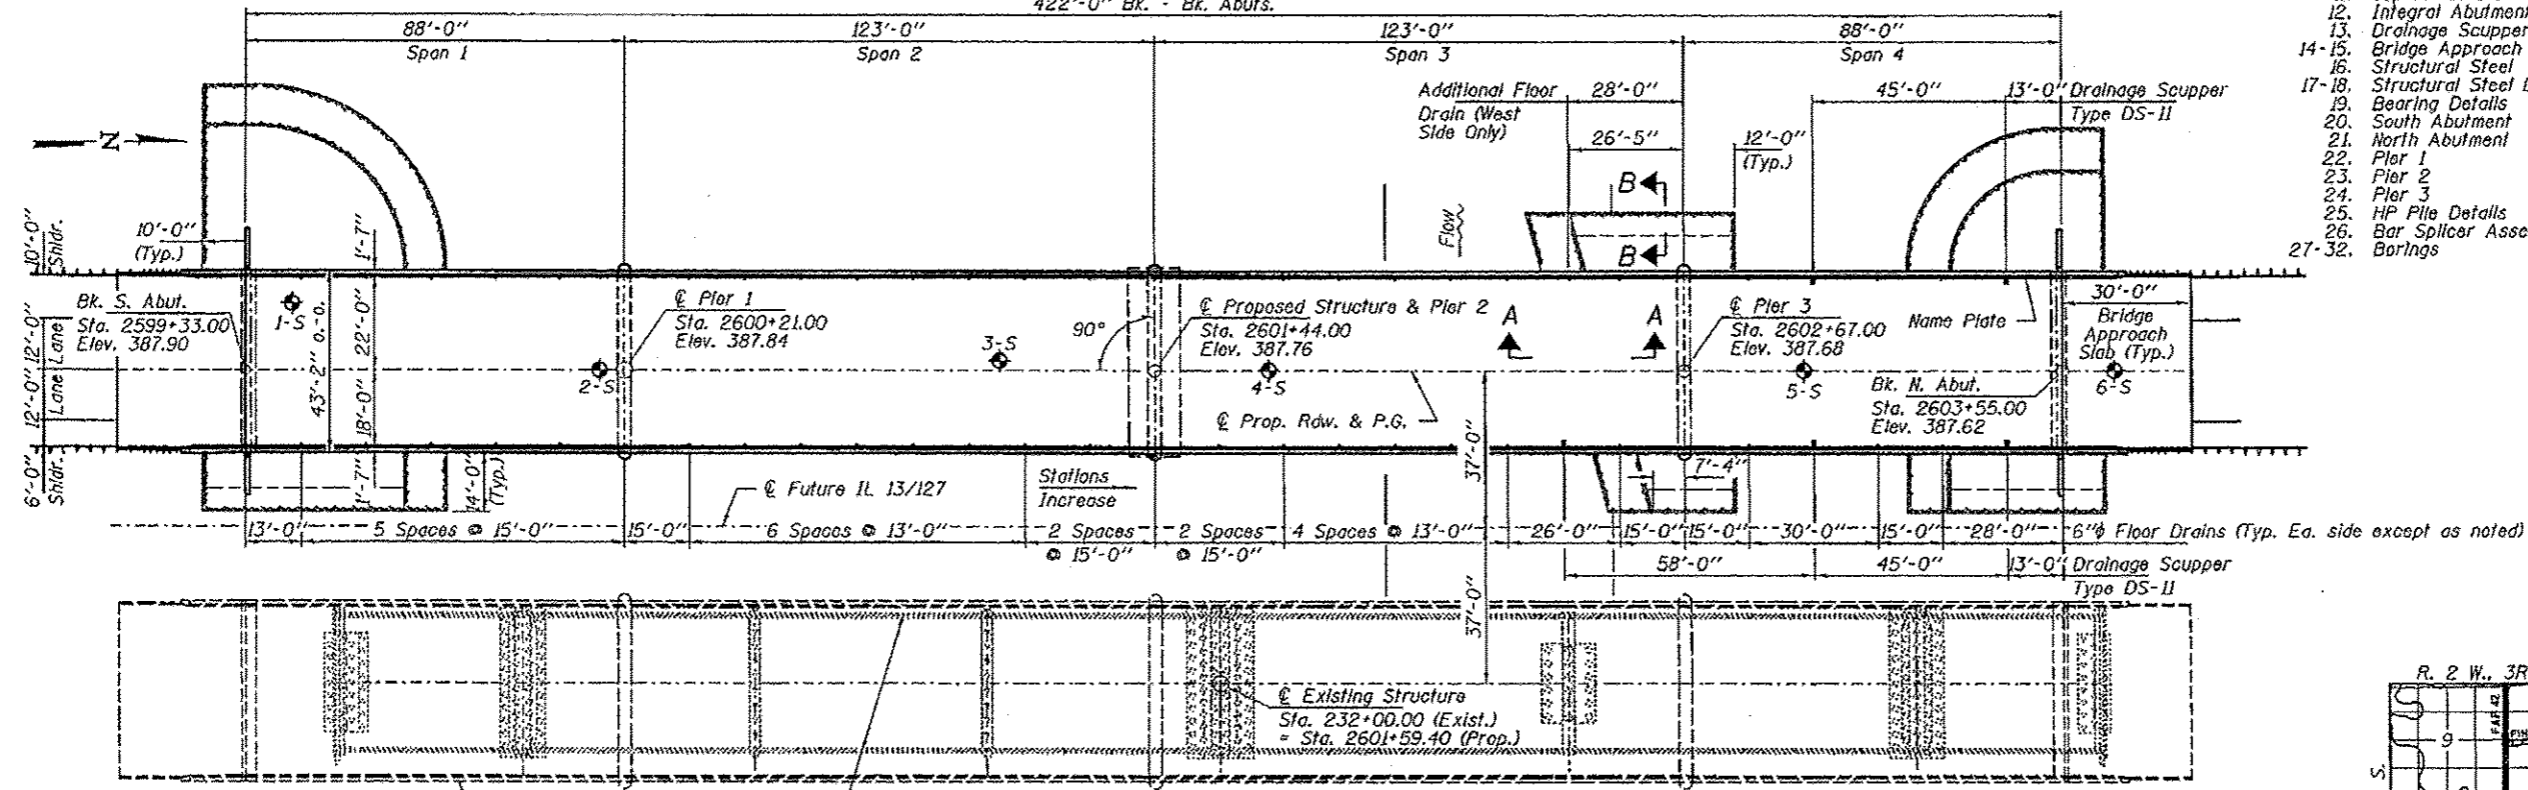 422'-0" Bk. - Bk. Abuts.
88'-0"
Span 1
123'-0"
Span 2
123'-0"
Span 3
88'-0"
Span 4
12. Integral Abutment
13. Drainage Scupper
14-15. Bridge Approach
16. Structural Steel
17-18. Structural Steel
19. Bearing Details
20. South Abutment
21. North Abutment
22. Pier 1
23. Pier 2
24. Pier 3
25. HP Pile Details
26. Bar Splicer
27-32. Borings
N
Additional Floor
Drain (West
Side Only)
28'-0"
26'-5"
12'-0"
(Typ.)
45'-0"
13'-0" Drainage Scupper
Type DS-11
B
B
Flow
10'-0"
Shldr.
10'-0"
(Typ.)
1'-7"
Bk. S. Abut.
Sta. 2599+33.00
Elev. 387.90
1-S
43'-2" o.-o.
22'-0"
18'-0"
1'-7"
12'-0"
Lane
12'-0"
Lane
6'-0"
Shldr.
14'-0"
(Typ.)
2-S
℄ Pier 1
Sta. 2600+21.00
Elev. 387.84
3-S
90°
℄ Proposed Structure & Pier 2
Sta. 2601+44.00
Elev. 387.76
4-S
A
A
℄ Pier 3
Sta. 2602+67.00
Elev. 387.68
Name Plate
5-S
Bk. N. Abut.
Sta. 2603+55.00
Elev. 387.62
30'-0"
Bridge
Approach
Slab (Typ.)
6-S
℄ Prop. Rdw. & P.G.
37'-0"
7'-4"
℄ Future IL 13/127
Stations
Increase
13'-0"
5 Spaces @ 15'-0"
15'-0"
6 Spaces @ 13'-0"
2 Spaces
@ 15'-0"
2 Spaces
@ 15'-0"
4 Spaces @ 13'-0"
26'-0"
15'-0"
15'-0"
30'-0"
15'-0"
28'-0"
6"ϕ Floor Drains (Typ. Ea. side except as noted)
58'-0"
45'-0"
13'-0" Drainage Scupper
Type DS-11
37'-0"
℄ Existing Structure
Sta. 232+00.00 (Exist.)
= Sta. 2601+59.40 (Prop.)
R. 2 W., 3R
9
S.